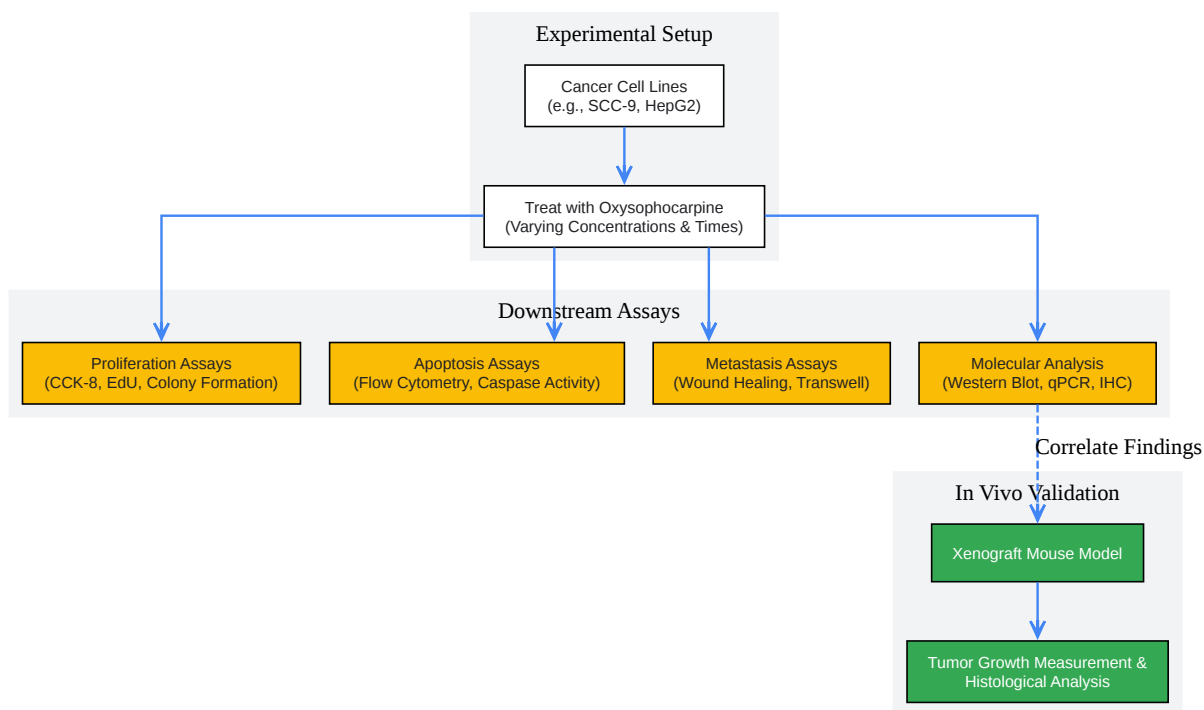 Experimental Setup
Cancer Cell Lines
(e.g., SCC-9, HepG2)
Treat with Oxysophocarpine
(Varying Concentrations & Times)
Downstream Assays
Proliferation Assays
(CCK-8, EdU, Colony Formation)
Apoptosis Assays
(Flow Cytometry, Caspase Activity)
Metastasis Assays
(Wound Healing, Transwell)
Molecular Analysis
(Western Blot, qPCR, IHC)
Correlate Findings
In Vivo Validation
Xenograft Mouse Model
Tumor Growth Measurement &
Histological Analysis